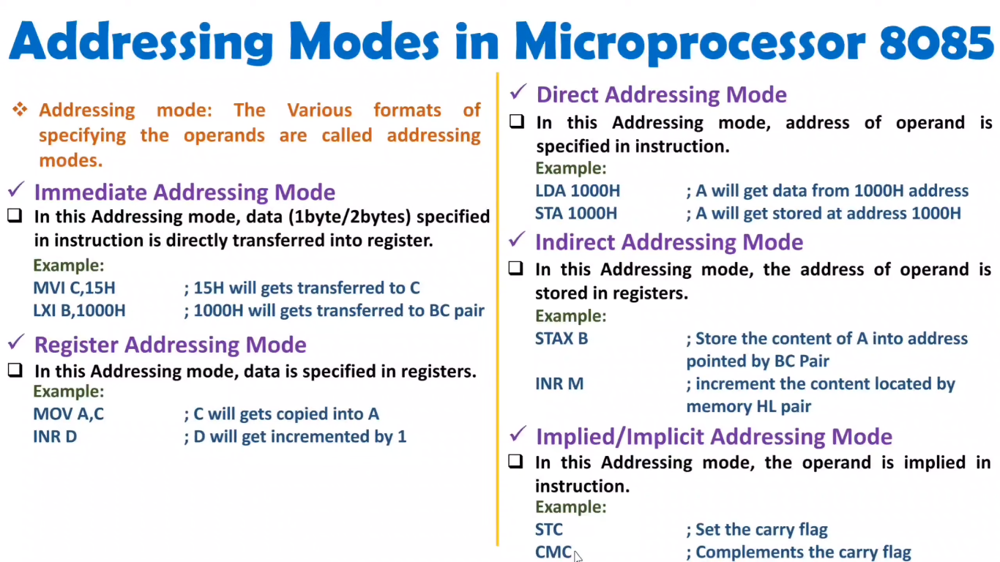 Addressing Modes in Microprocessor 8085
Addressing mode: The Various formats of
specifying the operands are called addressing
modes.
Immediate Addressing Mode
In this Addressing mode, data (1byte/2bytes) specified
in instruction is directly transferred into register.
Example:
MVI C,15H ; 15H will gets transferred to C
LXI B,1000H ; 1000H will gets transferred to BC pair
Register Addressing Mode
In this Addressing mode, data is specified in registers.
Example:
MOV A,C ; C will gets copied into A
INR D ; D will get incremented by 1
Direct Addressing Mode
In this Addressing mode, address of operand is
specified in instruction.
Example:
LDA 1000H ; A will get data from 1000H address
STA 1000H ; A will get stored at address 1000H
Indirect Addressing Mode
In this Addressing mode, the address of operand is
stored in registers.
Example:
STAX B ; Store the content of A into address
pointed by BC Pair
INR M ; increment the content located by
memory HL pair
Implied/Implicit Addressing Mode
In this Addressing mode, the operand is implied in
instruction.
Example:
STC ; Set the carry flag
CMC ; Complements the carry flag